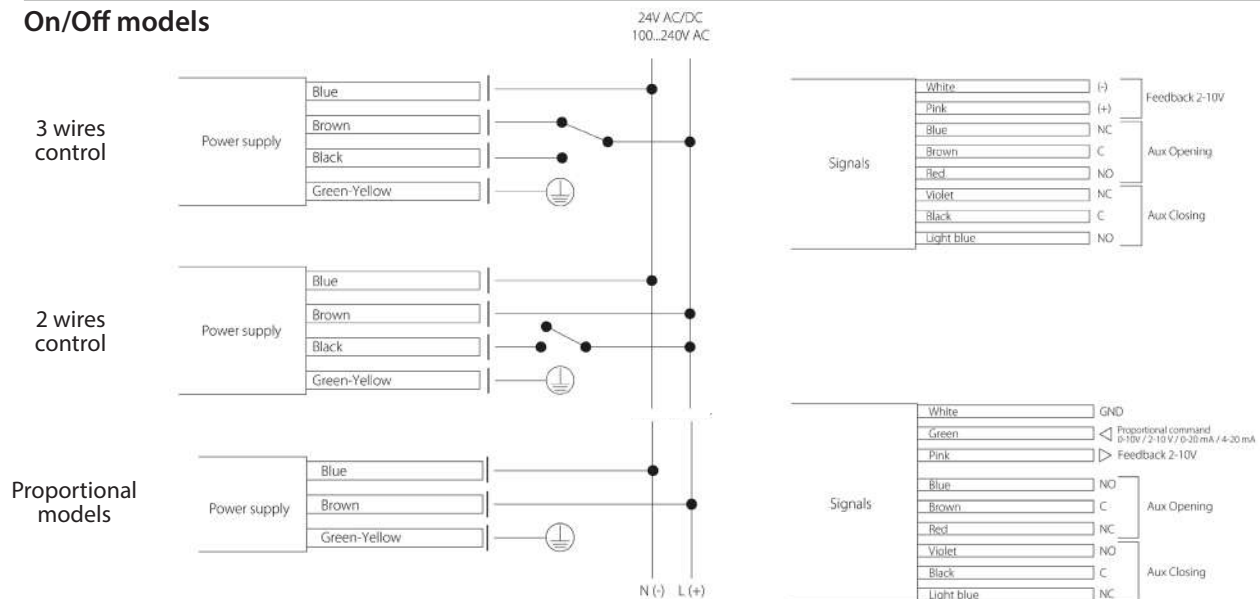 On/Off models
24V AC/DC
100...240V AC
3 wires
control
Power supply
Blue
Brown
Black
Green-Yellow
Signals
White
(-)
Pink
(+)
Feedback 2-10V
Blue
NC
Brown
C
Aux Opening
Red
NO
Violet
NC
Black
C
Aux Closing
Light blue
NO
2 wires
control
Power supply
Blue
Brown
Black
Green-Yellow
Proportional
models
Power supply
Blue
Brown
Green-Yellow
N (-) L (+)
Signals
White
GND
Green
Proportional command
0-10V / 2-10 V / 0-20 mA / 4-20 mA
Pink
Feedback 2-10V
Blue
NO
Brown
C
Aux Opening
Red
NC
Violet
NO
Black
C
Aux Closing
Light blue
NC